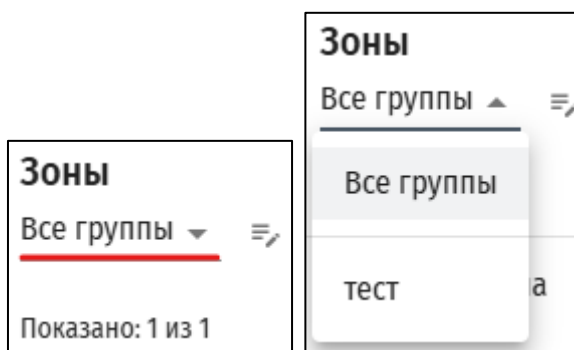 Зоны
Все группы
Показано: 1 из 1
Зоны
Все группы
Все группы
тест
а